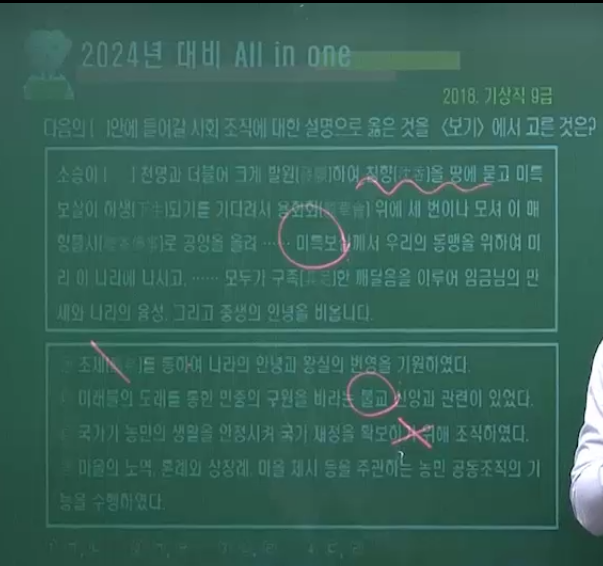 2024년 대비 All in one
2018. 기상직 9급
다음의 ( )안에 들어갈 사회 조직에 대한 설명으로 옳은 것을 〈보기〉에서 고른 것은?
소승이 ( ) 천명과 더불어 크게 발원하여 침향을 땅에 묻고 미륵
보살이 하생되기를 기다려서 용화회 위에 세 번이나 모셔 이 매
향불사로 공양을 올려 …… 미륵보살께서 우리의 동맹을 위하여 미
리 이 나라에 나시고, …… 모두가 구족한 깨달음을 이루어 임금님의 만
세와 나라의 융성, 그리고 중생의 안녕을 비옵니다.
초제를 통하여 나라의 안녕과 왕실의 번영을 기원하였다.
미래불의 도래를 통한 민중의 구원을 바라는 불교 신앙과 관련이 있었다.
국가가 농민의 생활을 안정시켜 국가 재정을 확보하기 위해 조직하였다.
마을의 노역, 혼례와 상장례, 마을 제사 등을 주관하는 농민 공동조직의 기
능을 수행하였다.